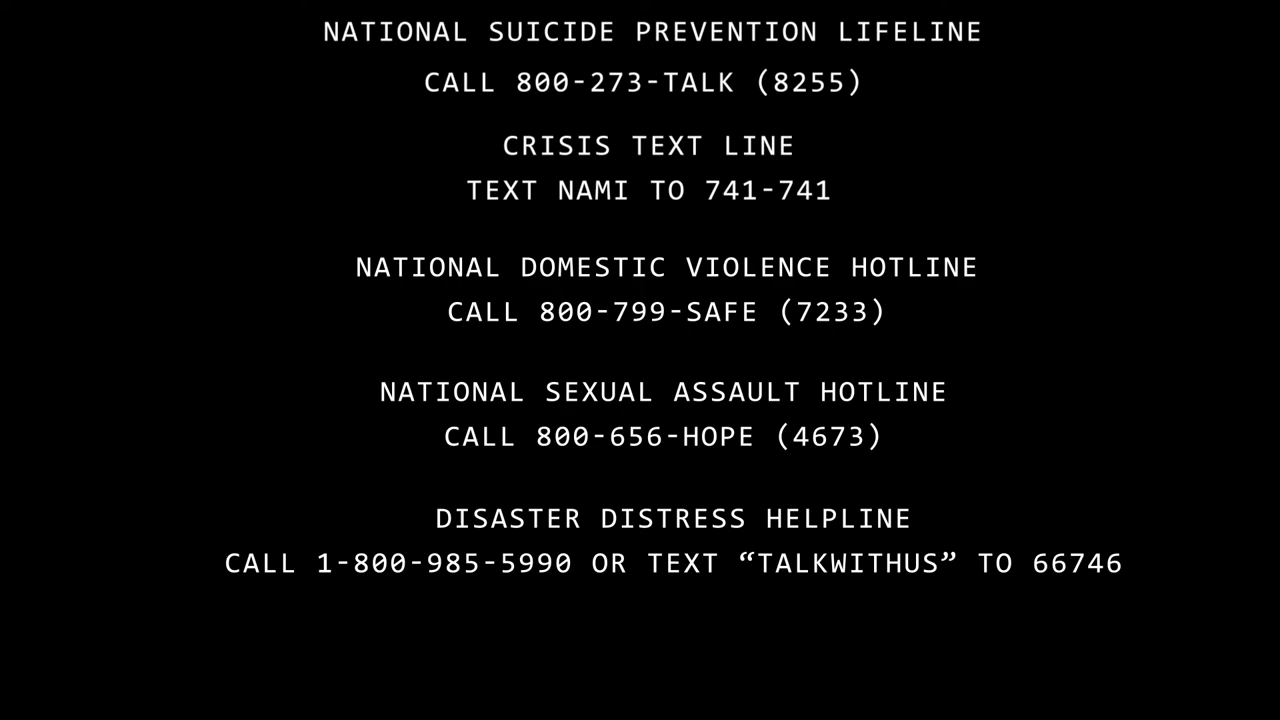 NATIONAL SUICIDE PREVENTION LIFELINE
CALL 800-273-TALK (8255)
CRISIS TEXT LINE
TEXT NAMI TO 741-741
NATIONAL DOMESTIC VIOLENCE HOTLINE
CALL 800-799-SAFE (7233)
NATIONAL SEXUAL ASSAULT HOTLINE
CALL 800-656-HOPE (4673)
DISASTER DISTRESS HELPLINE
CALL 1-800-985-5990 OR TEXT “TALKWITHUS” TO 66746